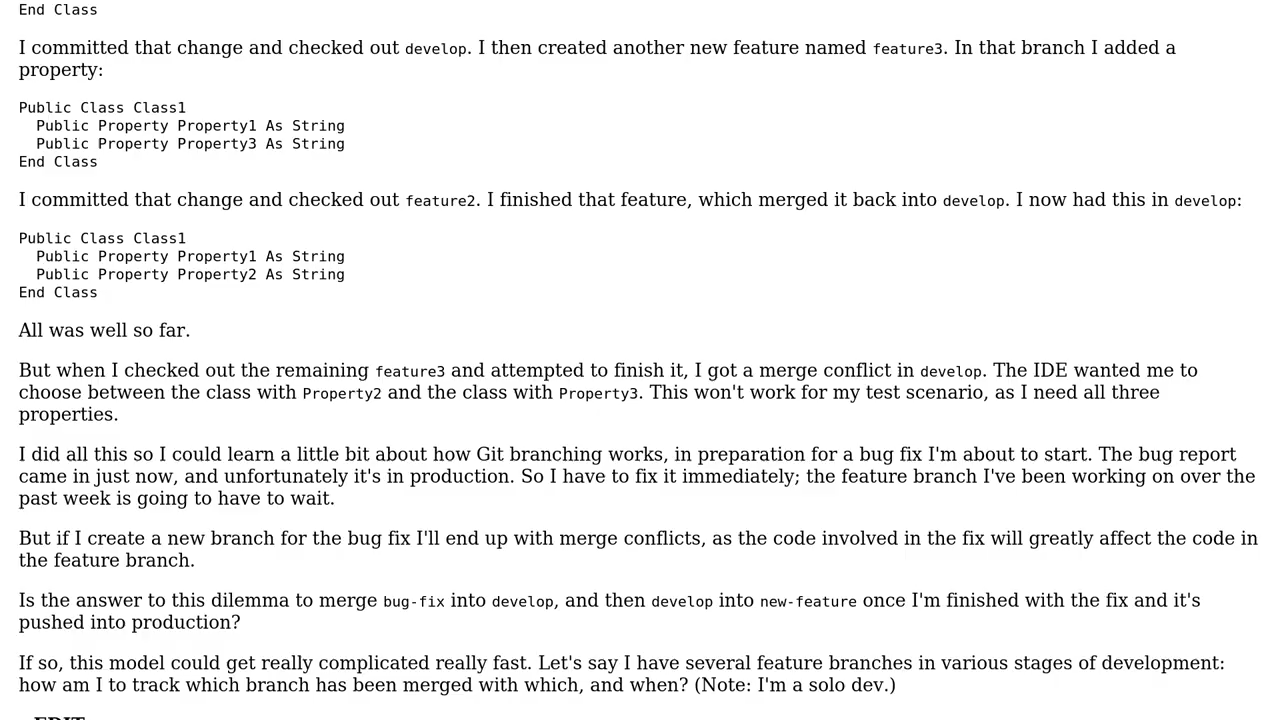 End Class
I committed that change and checked out develop. I then created another new feature named feature3. In that branch I added a
property:
Public Class Class1
  Public Property Property1 As String
  Public Property Property3 As String
End Class
I committed that change and checked out feature2. I finished that feature, which merged it back into develop. I now had this in develop:
Public Class Class1
  Public Property Property1 As String
  Public Property Property2 As String
End Class
All was well so far.
But when I checked out the remaining feature3 and attempted to finish it, I got a merge conflict in develop. The IDE wanted me to
choose between the class with Property2 and the class with Property3. This won't work for my test scenario, as I need all three
properties.
I did all this so I could learn a little bit about how Git branching works, in preparation for a bug fix I'm about to start. The bug report
came in just now, and unfortunately it's in production. So I have to fix it immediately; the feature branch I've been working on over the
past week is going to have to wait.
But if I create a new branch for the bug fix I'll end up with merge conflicts, as the code involved in the fix will greatly affect the code in
the feature branch.
Is the answer to this dilemma to merge bug-fix into develop, and then develop into new-feature once I'm finished with the fix and it's
pushed into production?
If so, this model could get really complicated really fast. Let's say I have several feature branches in various stages of development:
how am I to track which branch has been merged with which, and when? (Note: I'm a solo dev.)
EDIT